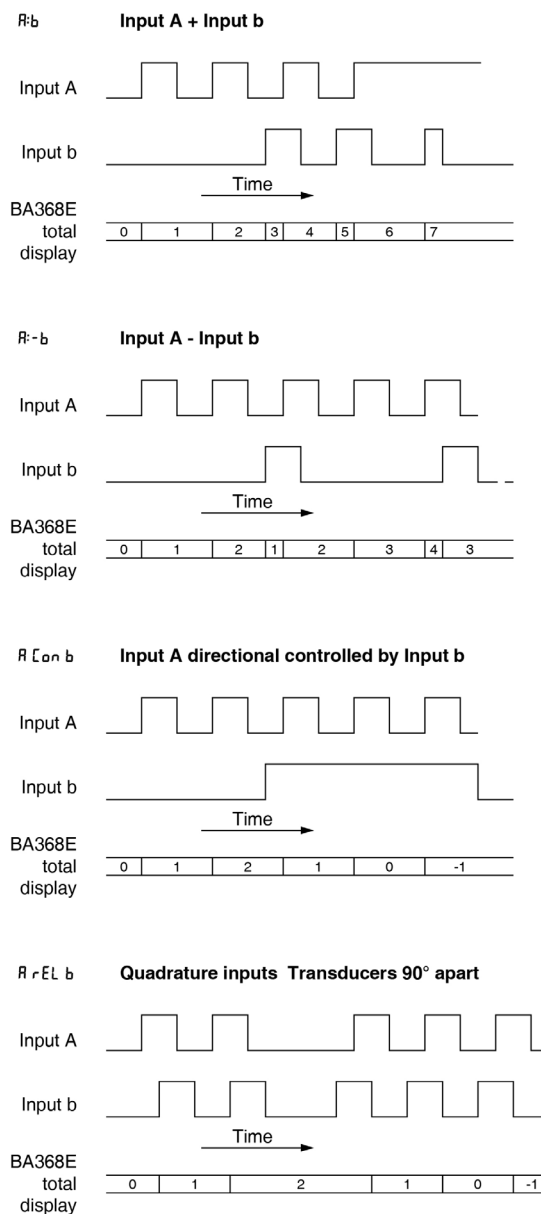 A:b Input A + Input b
Input A
Input b
Time
BA368E
total
display
0 1 2 3 4 5 6 7
A:-b Input A - Input b
Input A
Input b
Time
BA368E
total
display
0 1 2 1 2 3 4 3
A Con b Input A directional controlled by Input b
Input A
Input b
Time
BA368E
total
display
0 1 2 1 0 -1
A rEL b Quadrature inputs Transducers 90° apart
Input A
Input b
Time
BA368E
total
display
0 1 2 1 0 -1